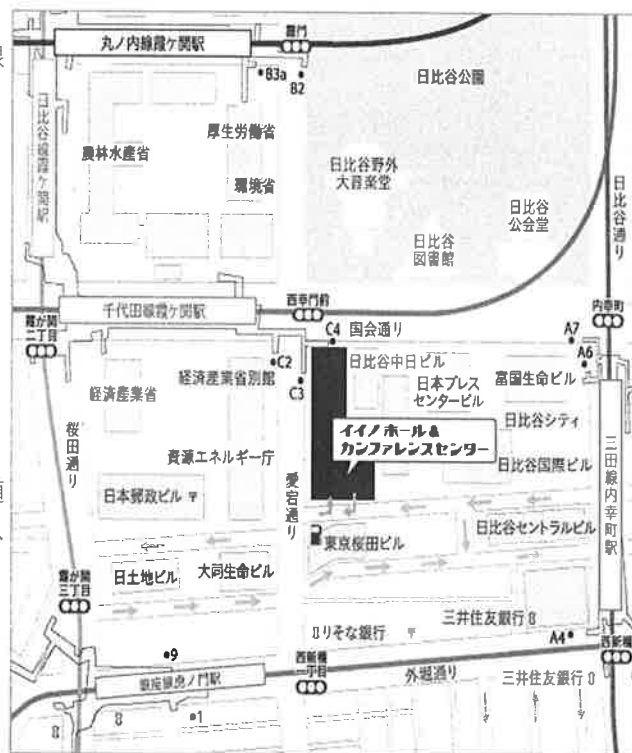 丸ノ内線霞ケ関駅
霞門
B3a
B2
日比谷公園
日比谷線霞ケ関駅
厚生労働省
農林水産省
環境省
日比谷野外
大音楽堂
日比谷
公会堂
日比谷
図書館
日比谷通り
千代田線霞ケ関駅
西幸門前
内幸町
霞が関
二丁目
C4
国会通り
A7
A6
C2
C3
経済産業省別館
日比谷中日ビル
経済産業省
日本プレス
センタービル
富国生命ビル
桜田通り
イイノホール&
カンファレンスセンター
日比谷シティ
資源エネルギー庁
愛宕通り
日比谷国際ビル
日本郵政ビル 〒
三田線内幸町駅
東京桜田ビル
日比谷セントラルビル
日土地ビル
大同生命ビル
霞が関
三丁目
りそな銀行
〒
三井住友銀行
A4
西新橋
9
銀座線虎ノ門駅
西新橋
一丁目
外堀通り
三井住友銀行
1